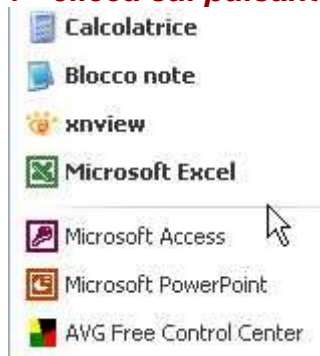 Calcolatrice
Blocco note
xnview
Microsoft Excel
Microsoft Access
Microsoft PowerPoint
AVG Free Control Center